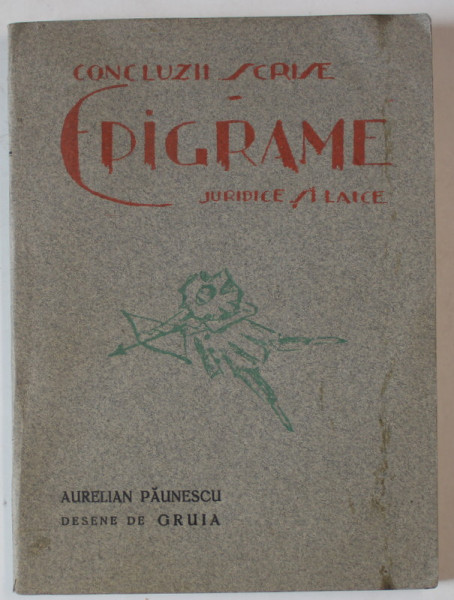 CONCLUZII SCRISE
-
EPIGRAME
JURIDICE ȘI LAICE
AURELIAN PĂUNESCU
DESENE DE GRUIA